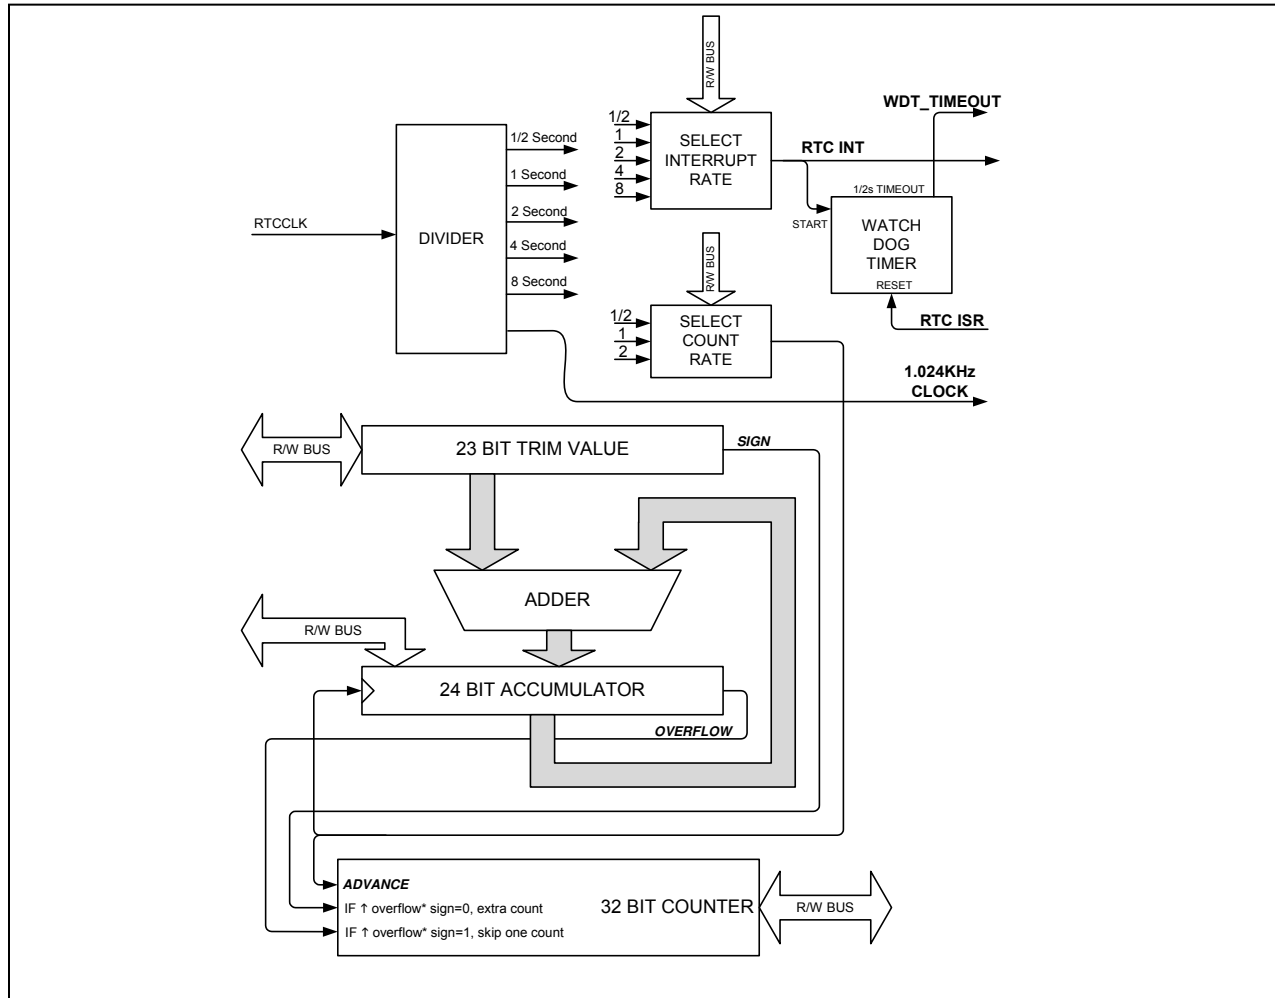 R/W BUS
WDT_TIMEOUT
1/2 Second
1 Second
2 Second
4 Second
8 Second
RTCCLK
DIVIDER
1/2
1
2
4
8
SELECT
INTERRUPT
RATE
RTC INT
1/2s TIMEOUT
START
WATCH
DOG
TIMER
RESET
RTC ISR
R/W BUS
1/2
1
2
SELECT
COUNT
RATE
1.024KHz
CLOCK
R/W BUS
23 BIT TRIM VALUE
SIGN
ADDER
R/W BUS
24 BIT ACCUMULATOR
OVERFLOW
ADVANCE
IF ↑ overflow* sign=0, extra count
IF ↑ overflow* sign=1, skip one count
32 BIT COUNTER
R/W BUS